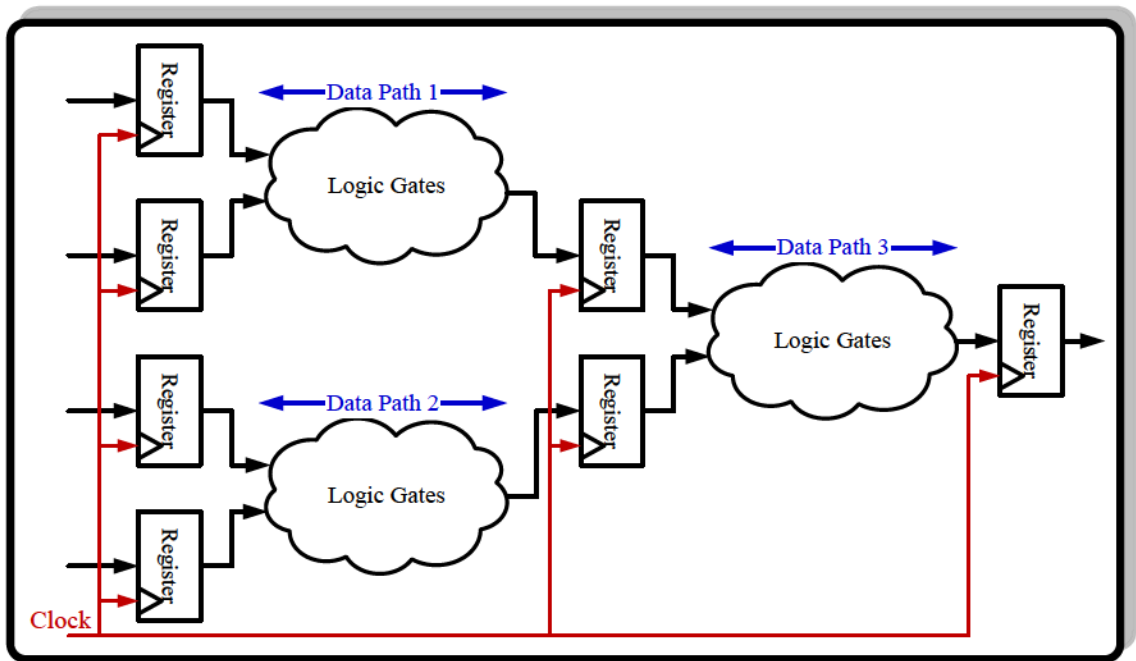 Register
Data Path 1
Logic Gates
Register
Register
Data Path 3
Logic Gates
Register
Register
Data Path 2
Register
Logic Gates
Register
Clock